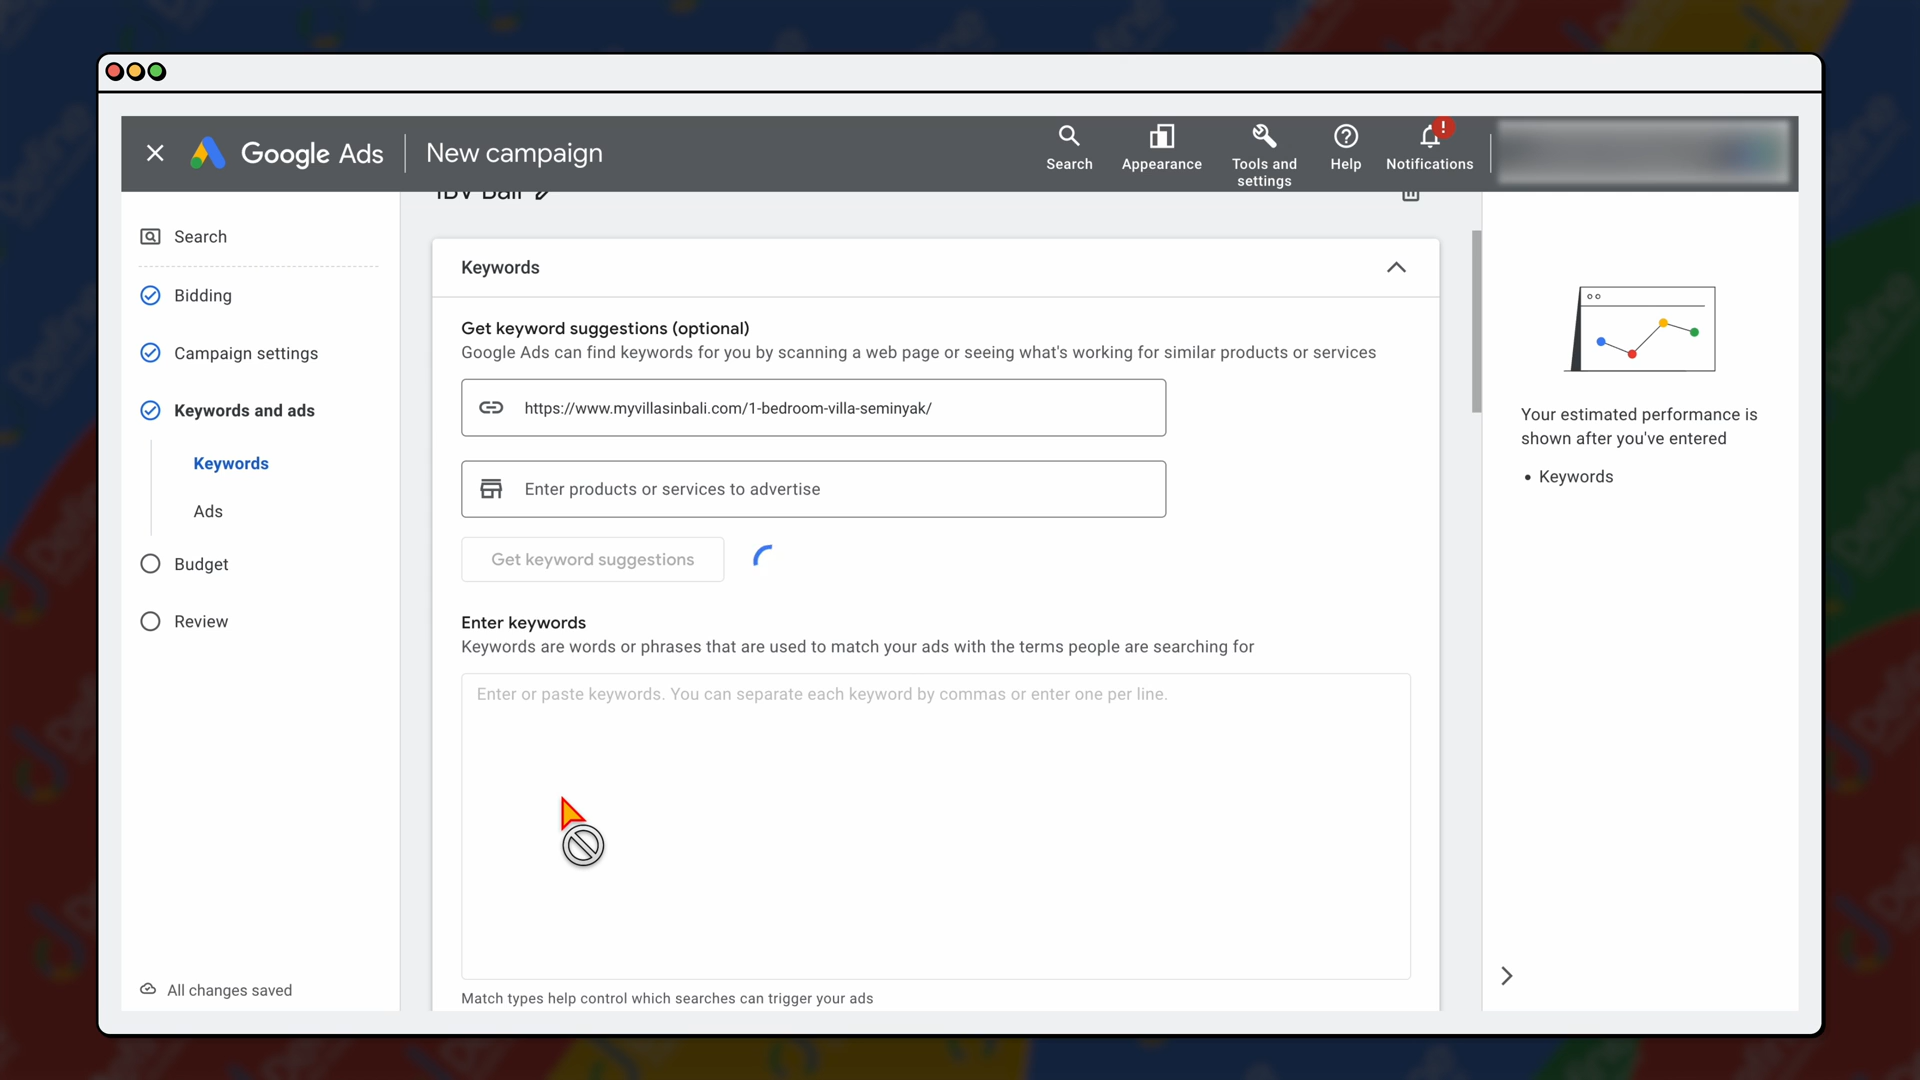 Google Ads
New campaign
Search
Appearance
Tools and
settings
Help
Notifications
!
1BV Bali
Search
Bidding
Campaign settings
Keywords and ads
Keywords
Ads
Budget
Review
All changes saved
Keywords
Get keyword suggestions (optional)
Google Ads can find keywords for you by scanning a web page or seeing what's working for similar products or services
https://www.myvillasinbali.com/1-bedroom-villa-seminyak/
Enter products or services to advertise
Get keyword suggestions
Enter keywords
Keywords are words or phrases that are used to match your ads with the terms people are searching for
Enter or paste keywords. You can separate each keyword by commas or enter one per line.
Match types help control which searches can trigger your ads
Your estimated performance is
shown after you've entered
• Keywords